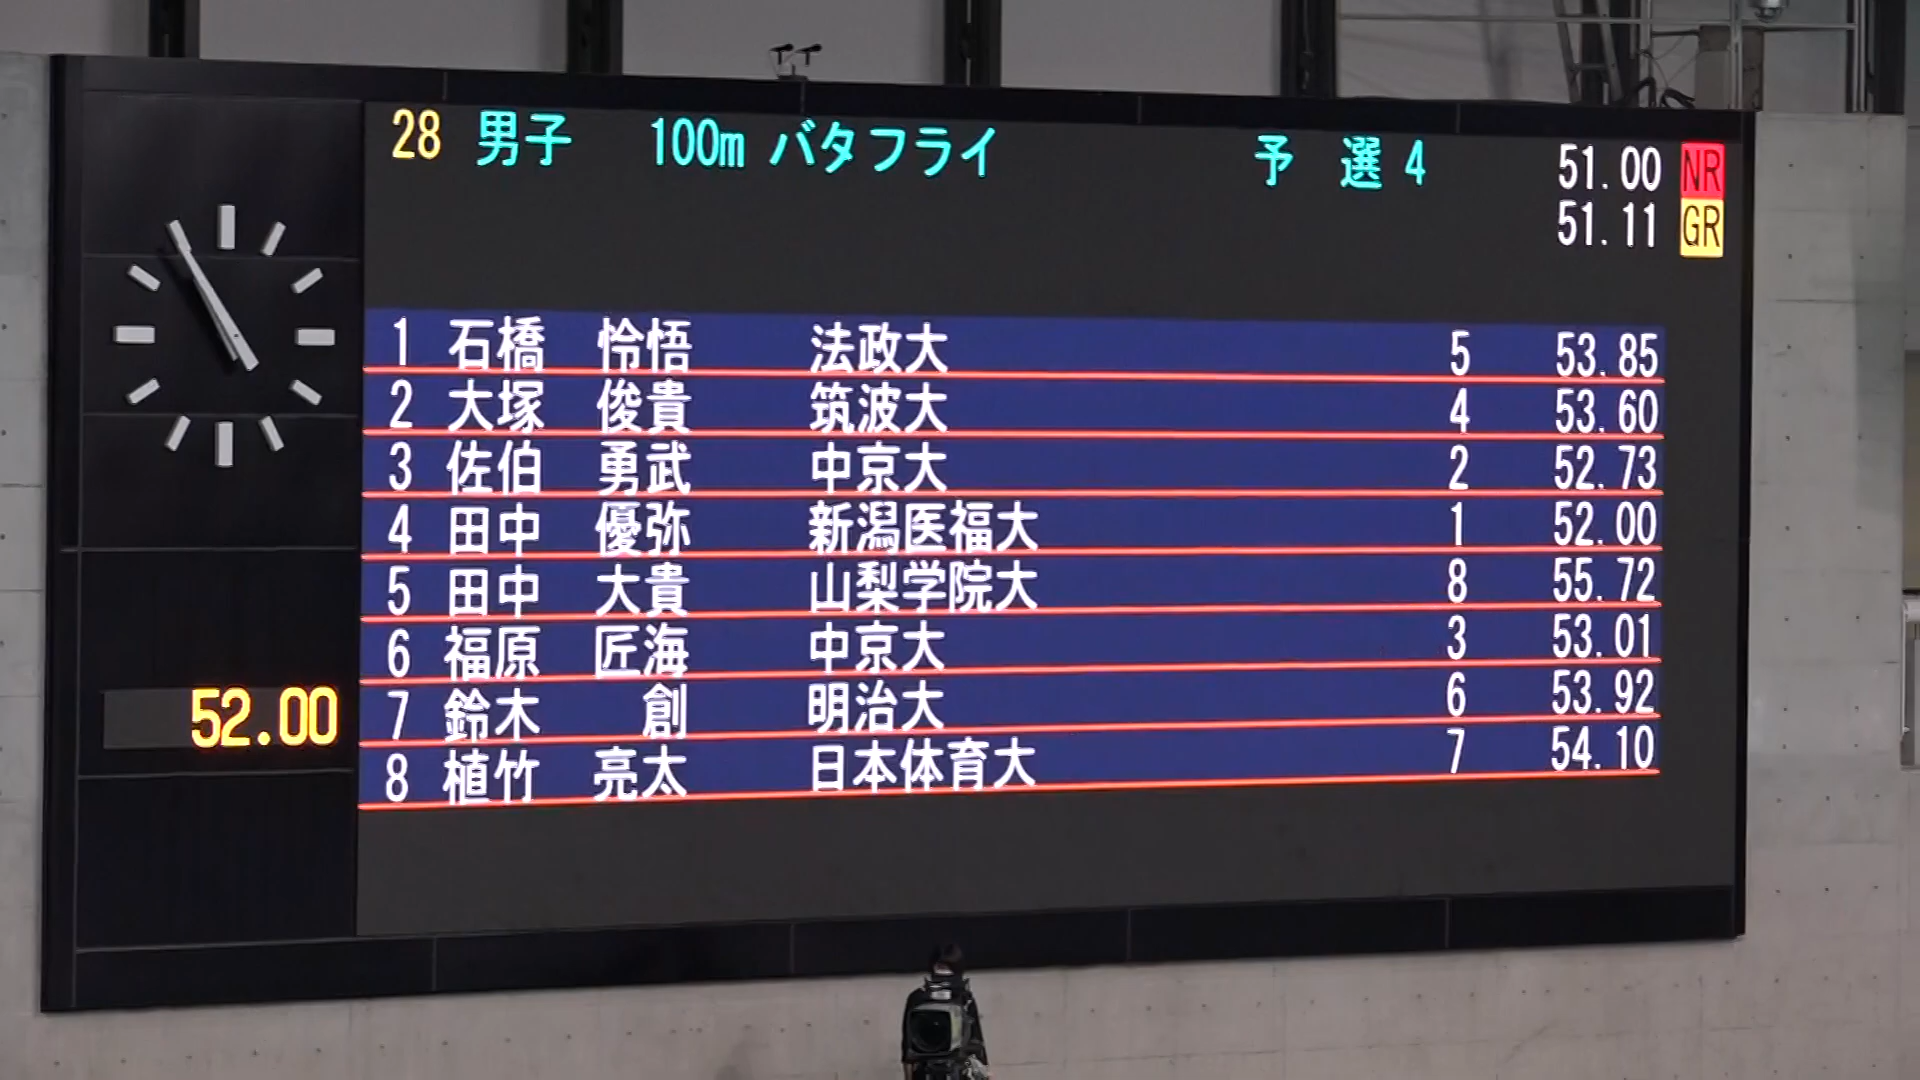 28 男子 100m バタフライ 予 選 4 51.00 NR
51.11 GR
1 石橋 怜悟 法政大 5 53.85
2 大塚 俊貴 筑波大 4 53.60
3 佐伯 勇武 中京大 2 52.73
4 田中 優弥 新潟医福大 1 52.00
5 田中 大貴 山梨学院大 8 55.72
6 福原 匠海 中京大 3 53.01
7 鈴木 創 明治大 6 53.92
8 植竹 亮太 日本体育大 7 54.10
52.00